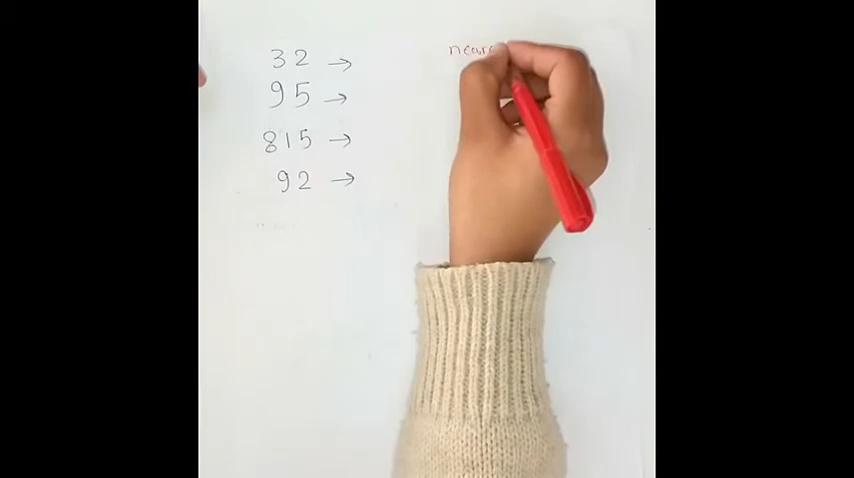 32 →
95 →
815 →
92 →